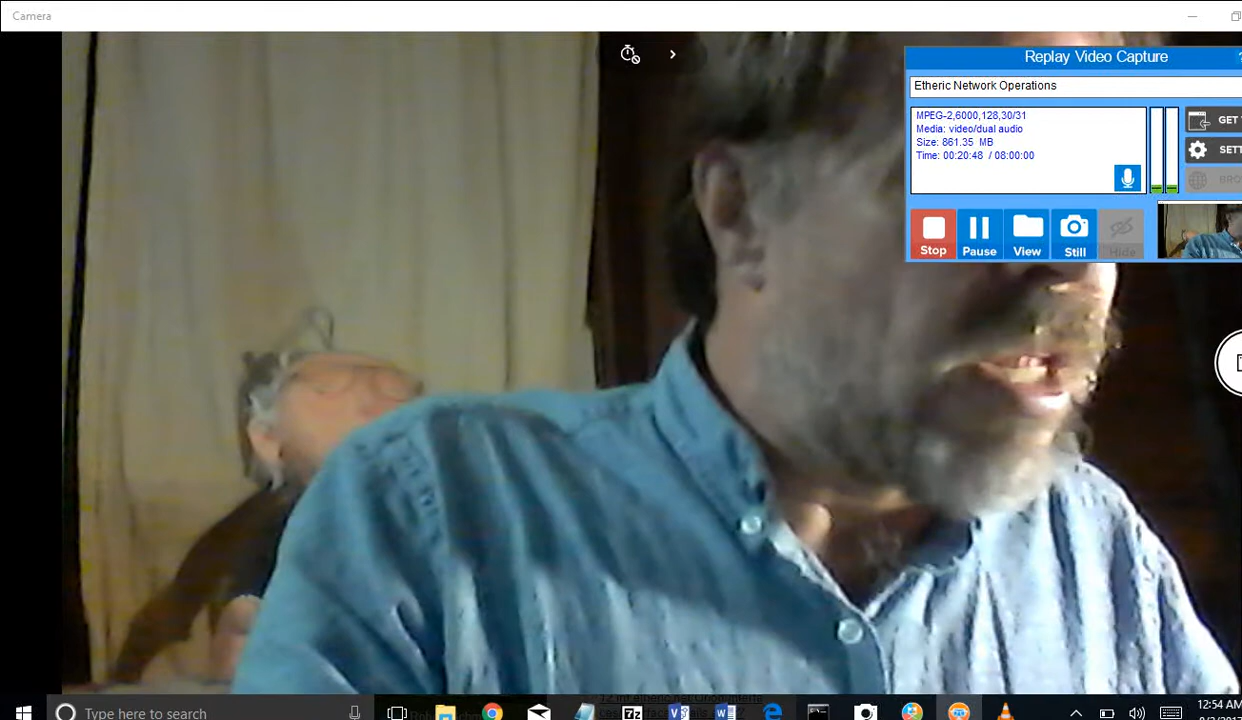 Camera
Replay Video Capture
?
Etheric Network Operations
MPEG-2,6000,128,30/31
Media: video/dual audio
Size: 861.35 MB
Time: 00:20:48 / 08:00:00
GET
SETT
BRO
Stop
Pause
View
Still
Hide
Type here to search
12:54 AM